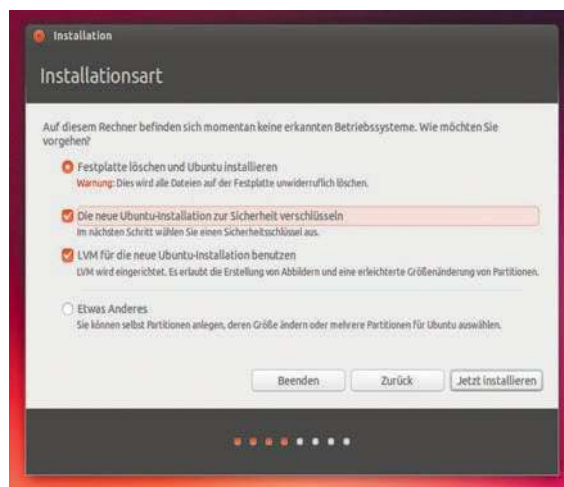 Installation
Installationsart
Auf diesem Rechner befinden sich momentan keine erkannten Betriebssysteme. Wie möchten Sie
vorgehen?
Festplatte löschen und Ubuntu installieren
Warnung: Dies wird alle Dateien auf der Festplatte unwiderruflich löschen.
Die neue Ubuntu-Installation zur Sicherheit verschlüsseln
Im nächsten Schritt wählen Sie einen Sicherheitsschlüssel aus.
LVM für die neue Ubuntu-Installation benutzen
LVM wird eingerichtet. Es erlaubt die Erstellung von Abbildern und eine erleichterte Größenänderung von Partitionen.
Etwas Anderes
Sie können selbst Partitionen anlegen, deren Größe ändern oder mehrere Partitionen für Ubuntu auswählen.
Beenden Zurück Jetzt installieren